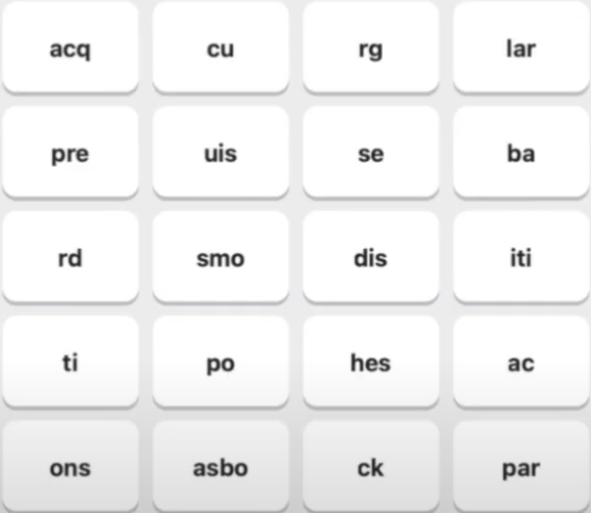 acq cu rg lar
pre uis se ba
rd smo dis iti
ti po hes ac
ons asbo ck par